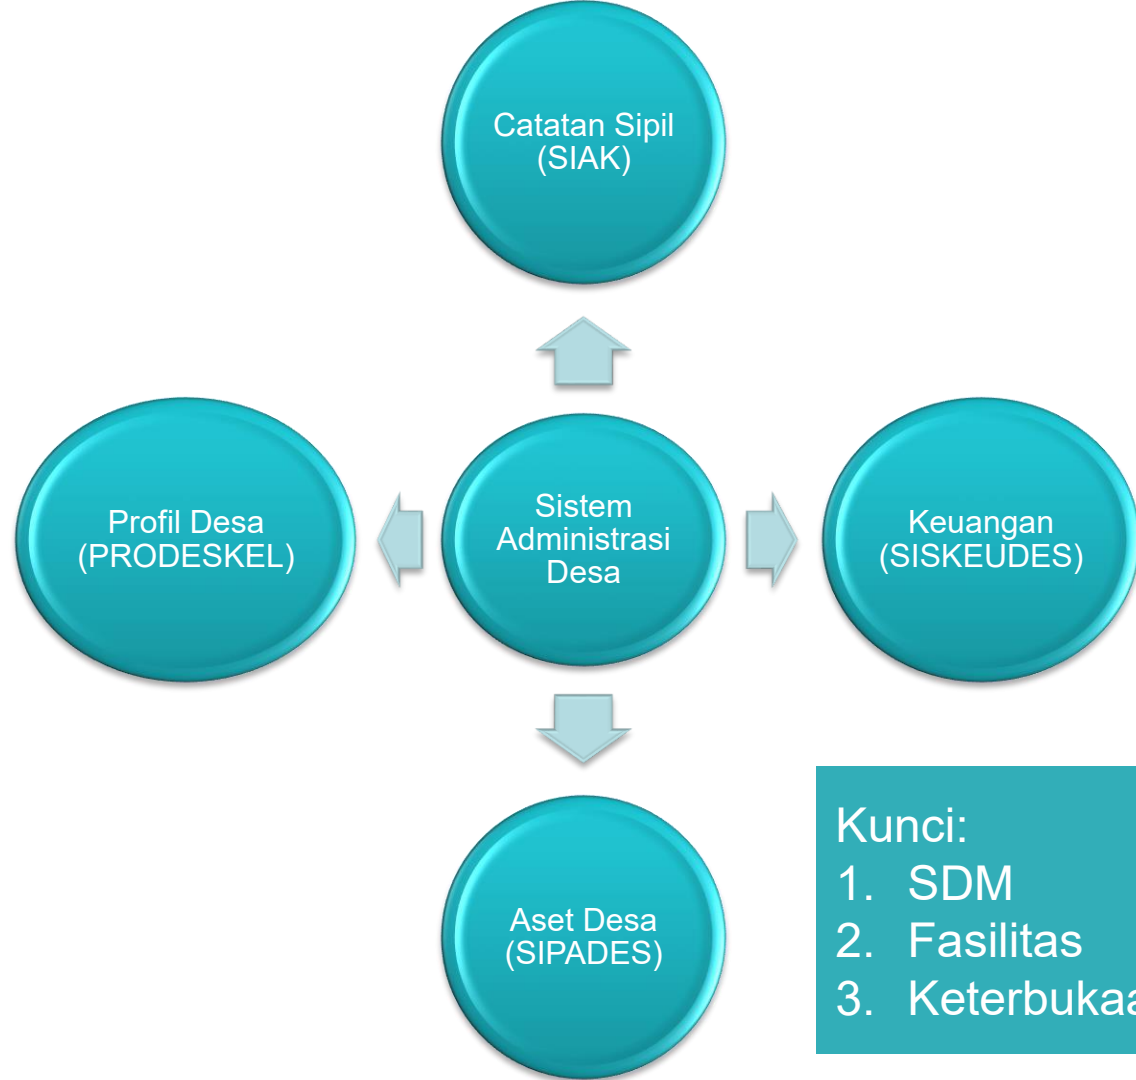 Catatan Sipil
(SIAK)
Profil Desa
(PRODESKEL)
Sistem
Administrasi
Desa
Keuangan
(SISKEUDES)
Aset Desa
(SIPADES)
Kunci:
1. SDM
2. Fasilitas
3.